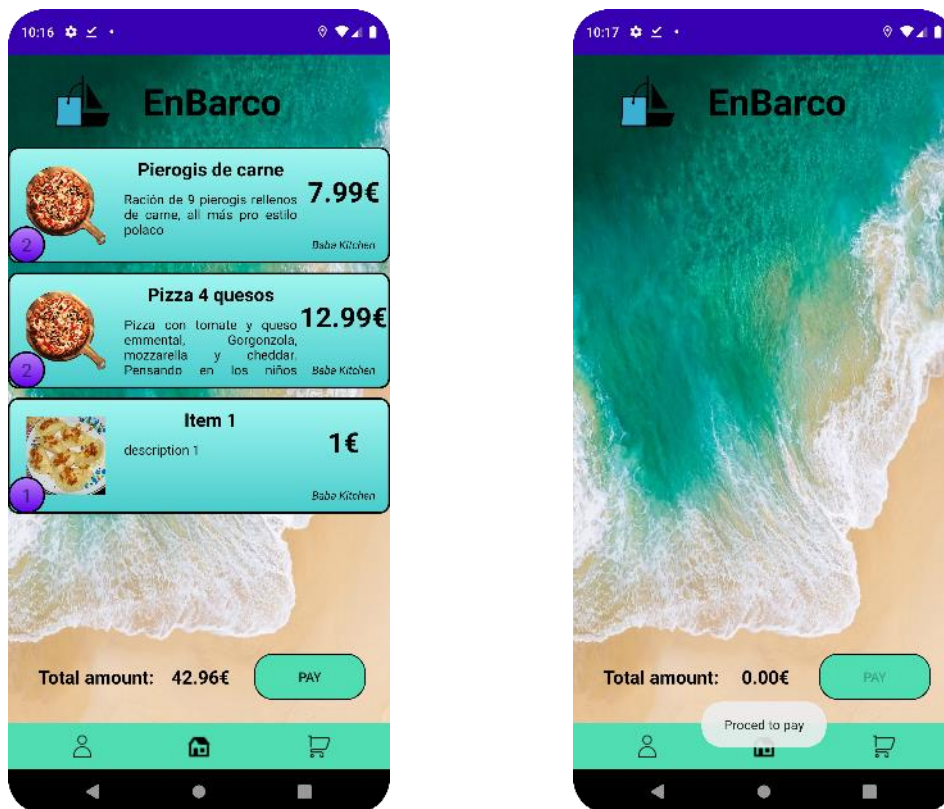 10:16
EnBarco
Pierogis de carne
Ración de 9 pierogis rellenos
de carne, all más pro estilo
polaco
7.99€
Baba Kitchen
2
Pizza 4 quesos
Pizza con tomate y queso
emmental, Gorgonzola,
mozzarella y cheddar.
Pensando en los niños
12.99€
Baba Kitchen
2
Item 1
description 1
1€
Baba Kitchen
1
Total amount: 42.96€ PAY
10:17
EnBarco
Total amount: 0.00€ PAY
Proced to pay